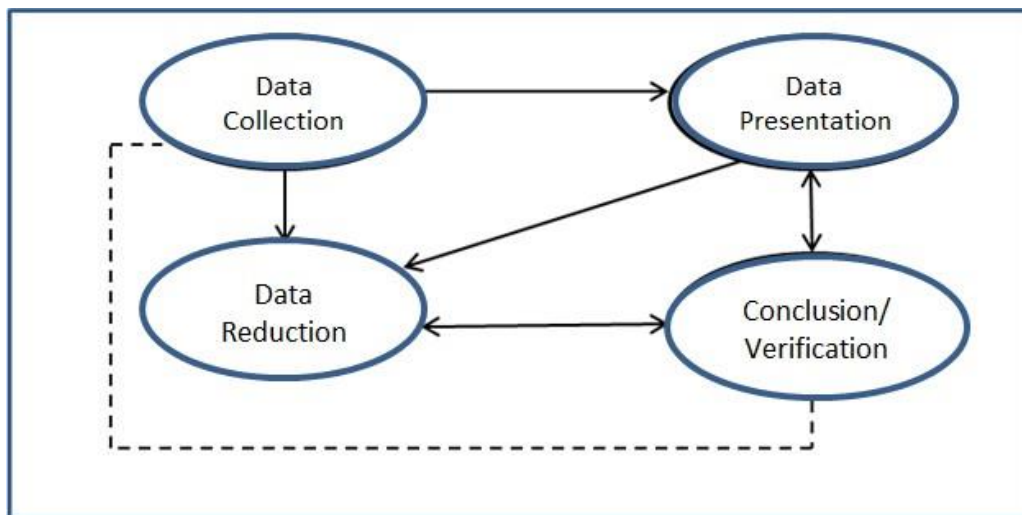 Data
Collection
Data
Presentation
Data
Reduction
Conclusion/
Verification